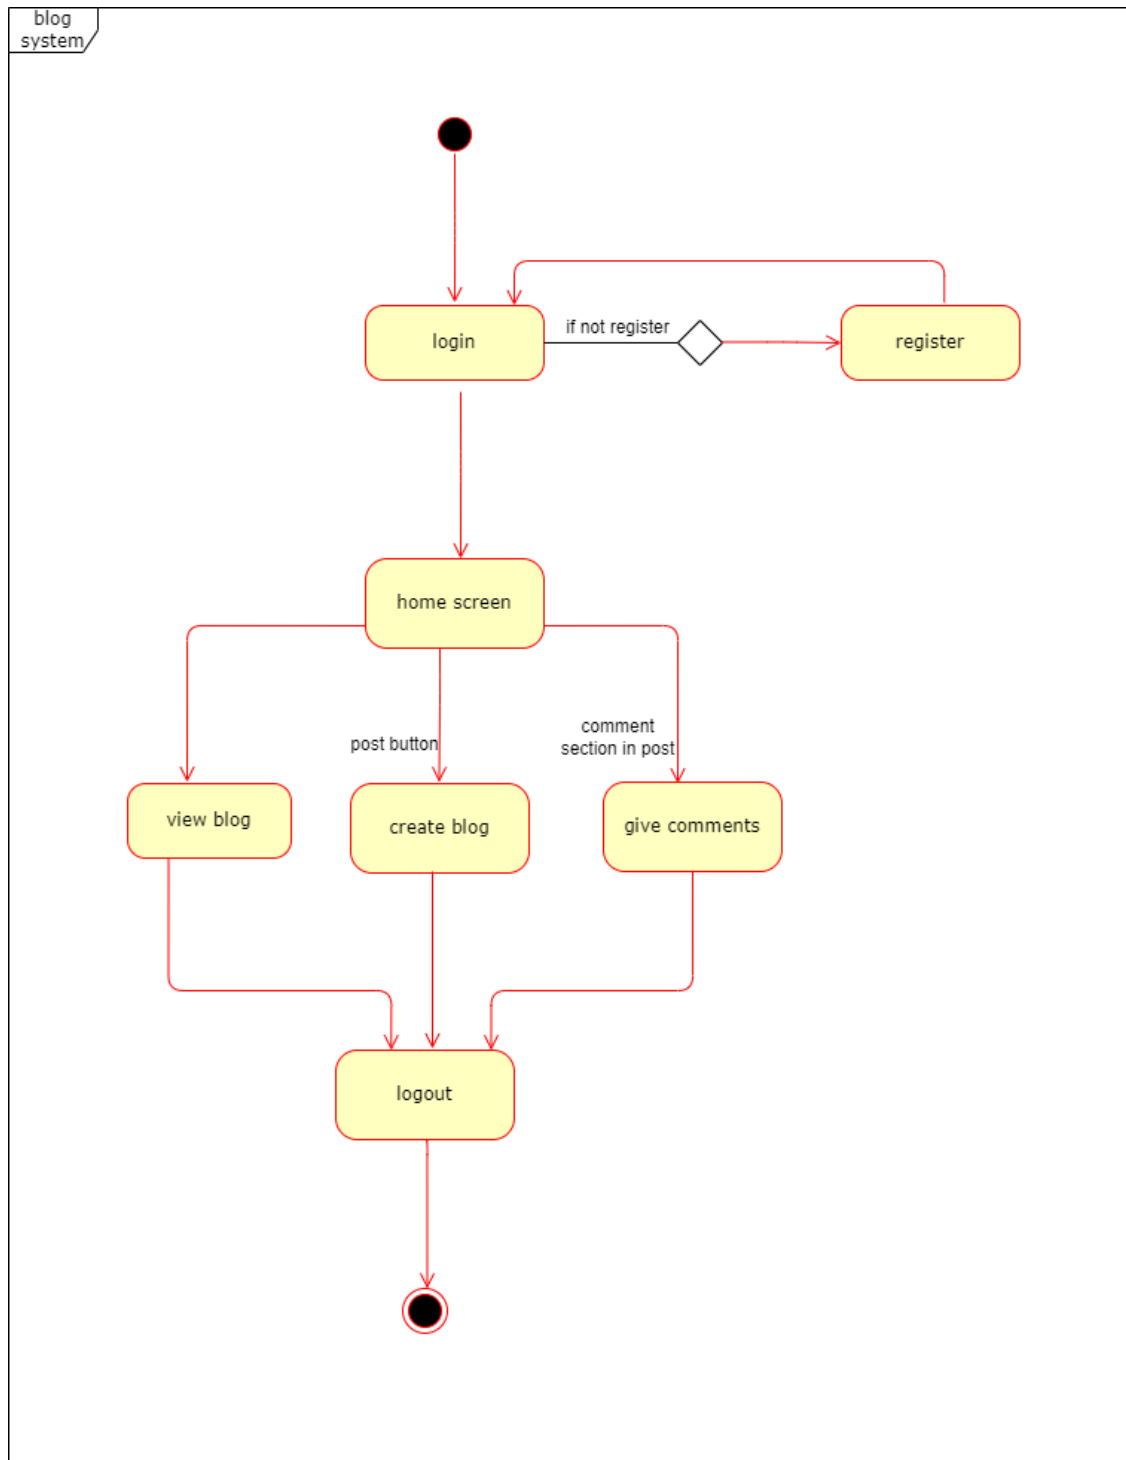 blog
system
login
if not register
register
home screen
post button
comment
section in post
view blog
create blog
give comments
logout